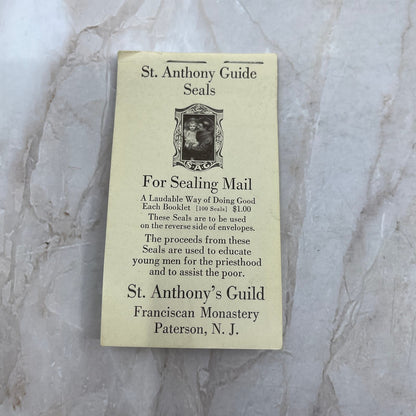 St. Anthony Guide
Seals
S.A.G.
For Sealing Mail
A Laudable Way of Doing Good
Each Booklet [100 Seals] $1.00
These Seals are to be used
on the reverse side of envelopes.
The proceeds from these
Seals are used to educate
young men for the priesthood
and to assist the poor.
St. Anthony's Guild
Franciscan Monastery
Paterson, N. J.